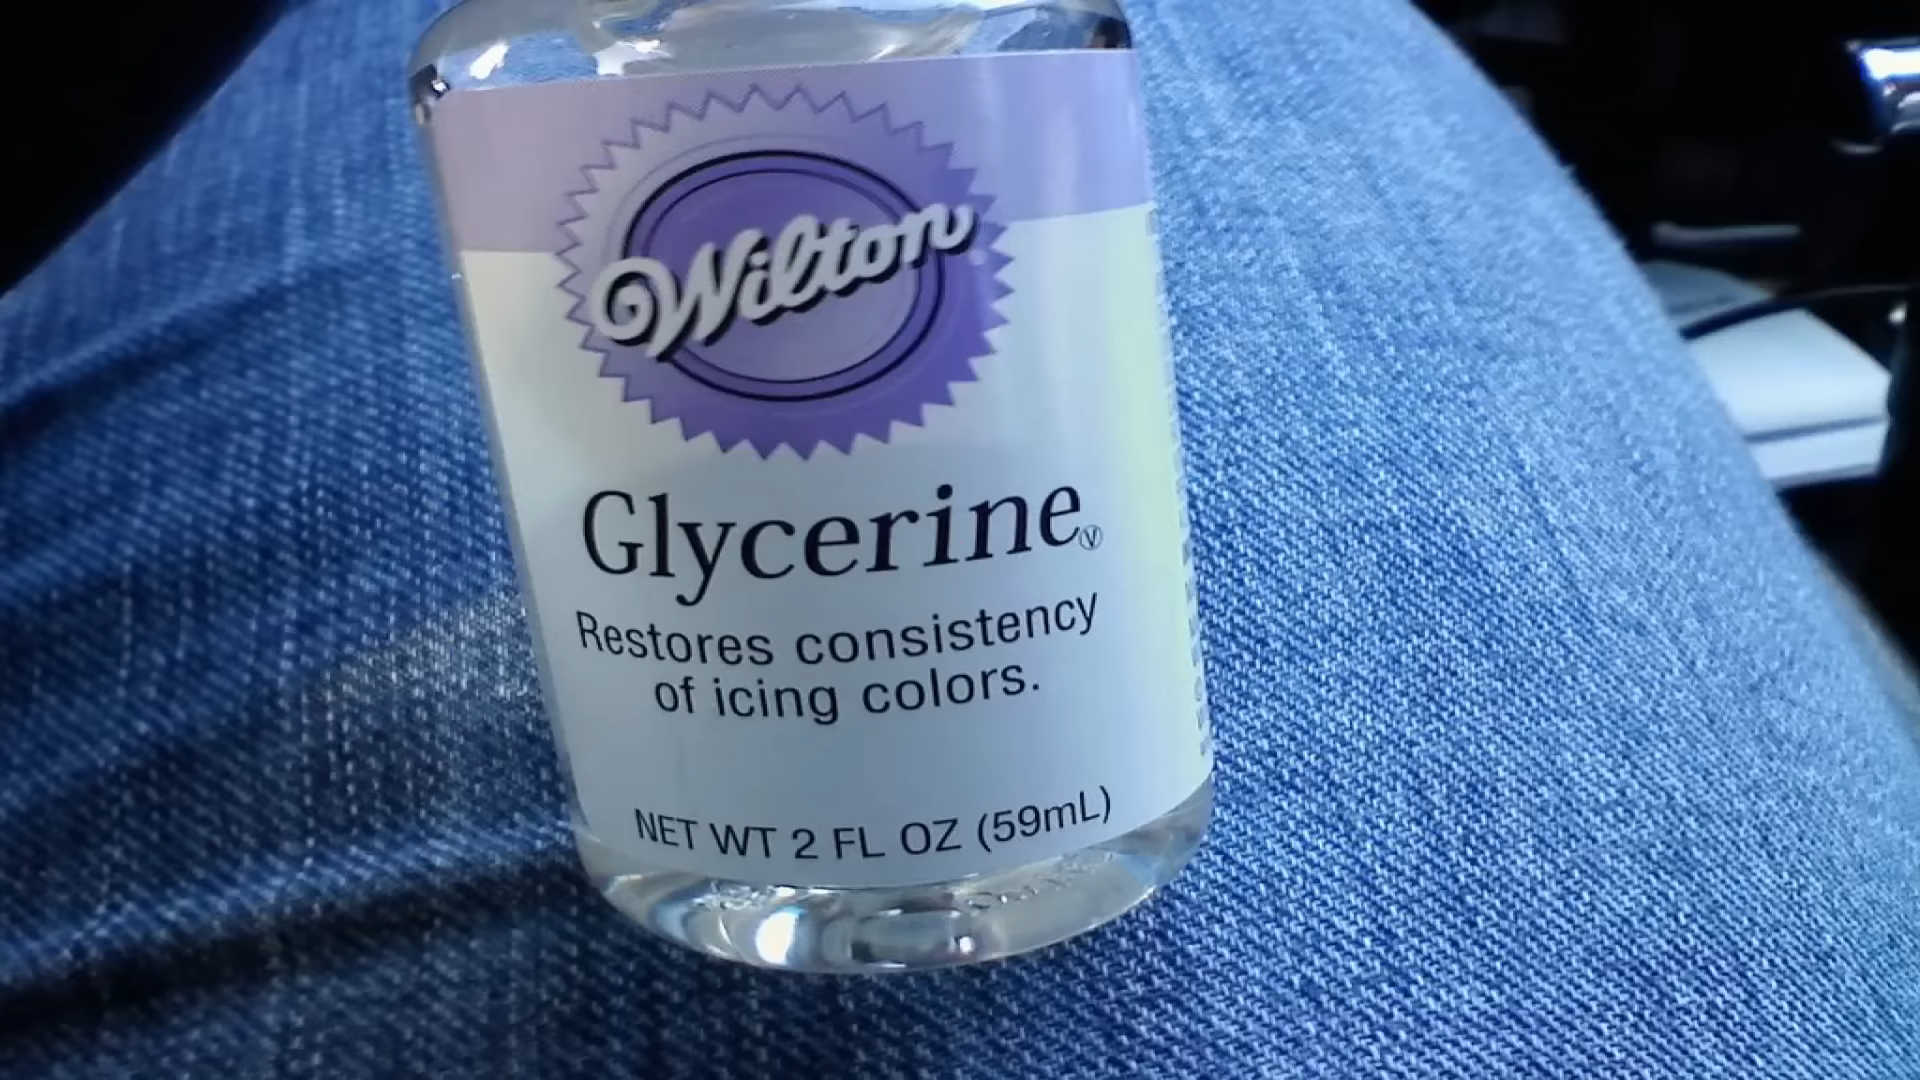 Wilton
Glycerine Ⓥ
Restores consistency
of icing colors.
NET WT 2 FL OZ (59mL)